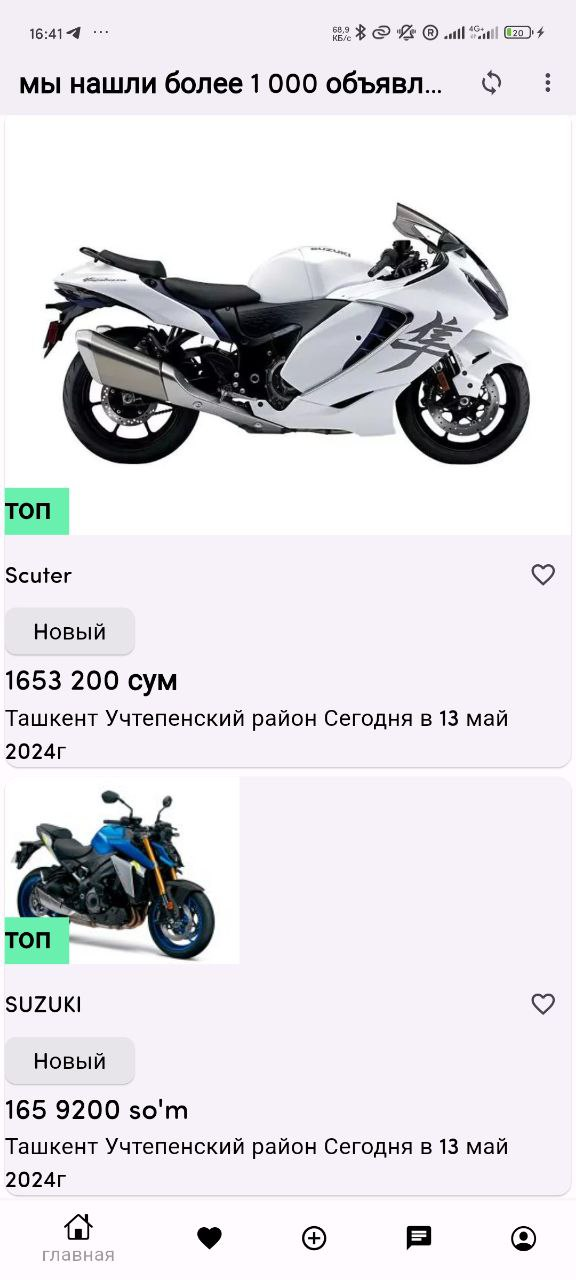 16:41
68,9
КБ/с
R
4G+
20
мы нашли более 1 000 объявл...
SUZUKI
隼
топ
Scuter
Новый
1653 200 сум
Ташкент Учтепенский район Сегодня в 13 май
2024г
топ
SUZUKI
Новый
165 9200 so'm
Ташкент Учтепенский район Сегодня в 13 май
2024г
главная